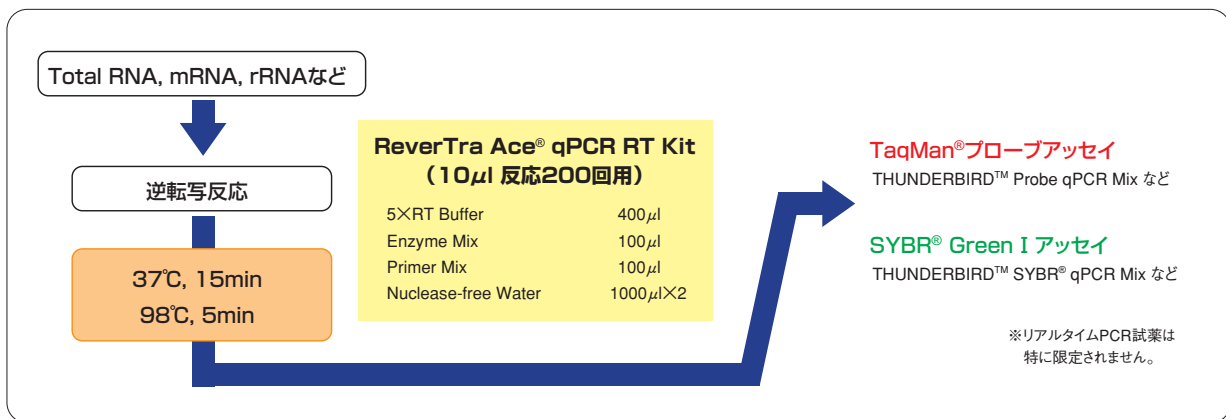 Total RNA, mRNA, rRNAなど
逆転写反応
37℃, 15min
98℃, 5min
ReverTra Ace® qPCR RT Kit
（10μl 反応200回用）
5×RT Buffer 400μl
Enzyme Mix 100μl
Primer Mix 100μl
Nuclease-free Water 1000μl×2
TaqMan®プローブアッセイ
THUNDERBIRD™ Probe qPCR Mix など
SYBR® Green I アッセイ
THUNDERBIRD™ SYBR® qPCR Mix など
※リアルタイムPCR試薬は
特に限定されません。